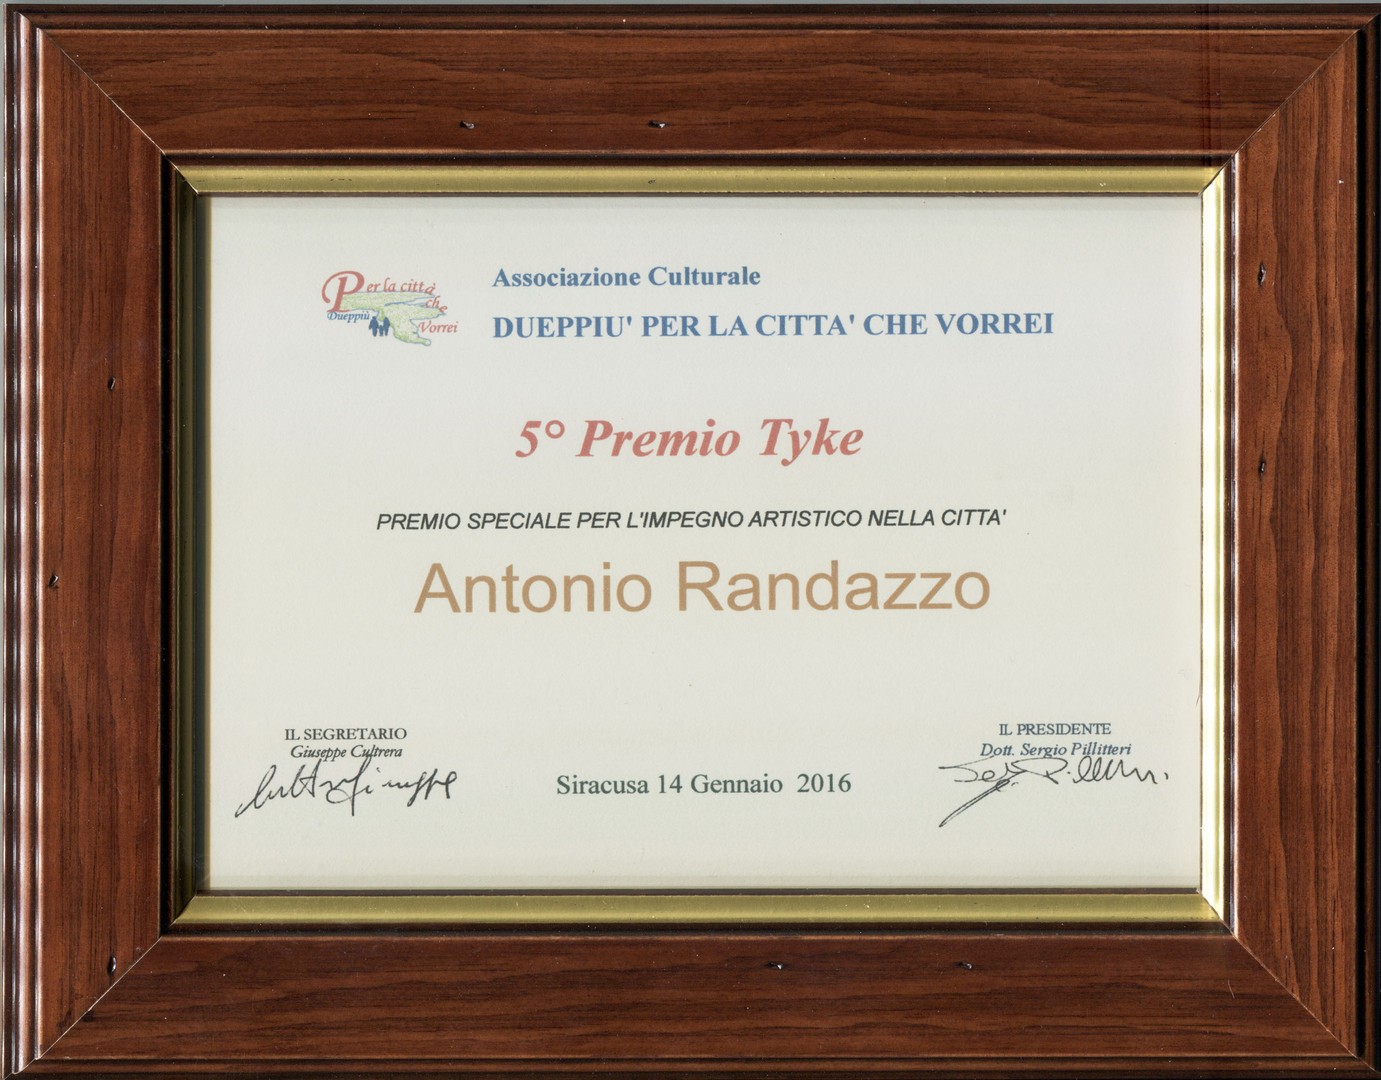 Per la città
che
Dueppiù
Vorrei
Associazione Culturale
DUEPPIU' PER LA CITTA' CHE VORREI
5° Premio Tyke
PREMIO SPECIALE PER L'IMPEGNO ARTISTICO NELLA CITTA'
Antonio Randazzo
IL SEGRETARIO
Giuseppe Cultrera
Siracusa 14 Gennaio 2016
IL PRESIDENTE
Dott. Sergio Pillitteri